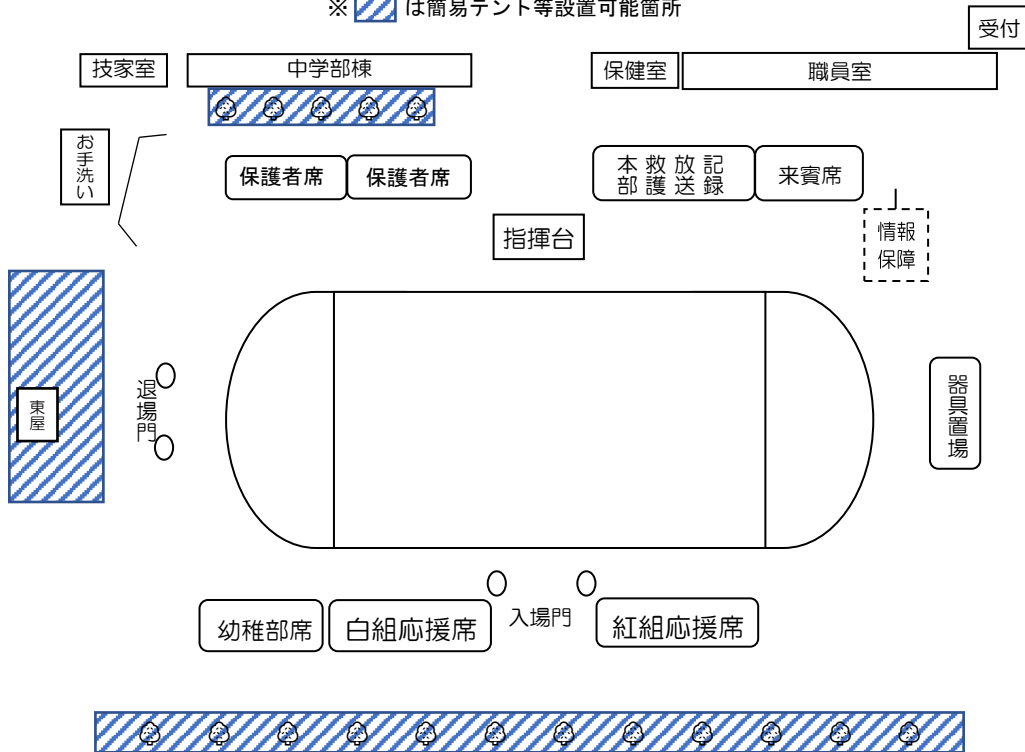 ※ は簡易テント等設置可能箇所
受付
技家室
中学部棟
保健室
職員室
お手洗い
保護者席
保護者席
本部
救護
放送
記録
来賓席
指揮台
情報
保障
退場門
東屋
器具置場
幼稚部席
白組応援席
入場門
紅組応援席